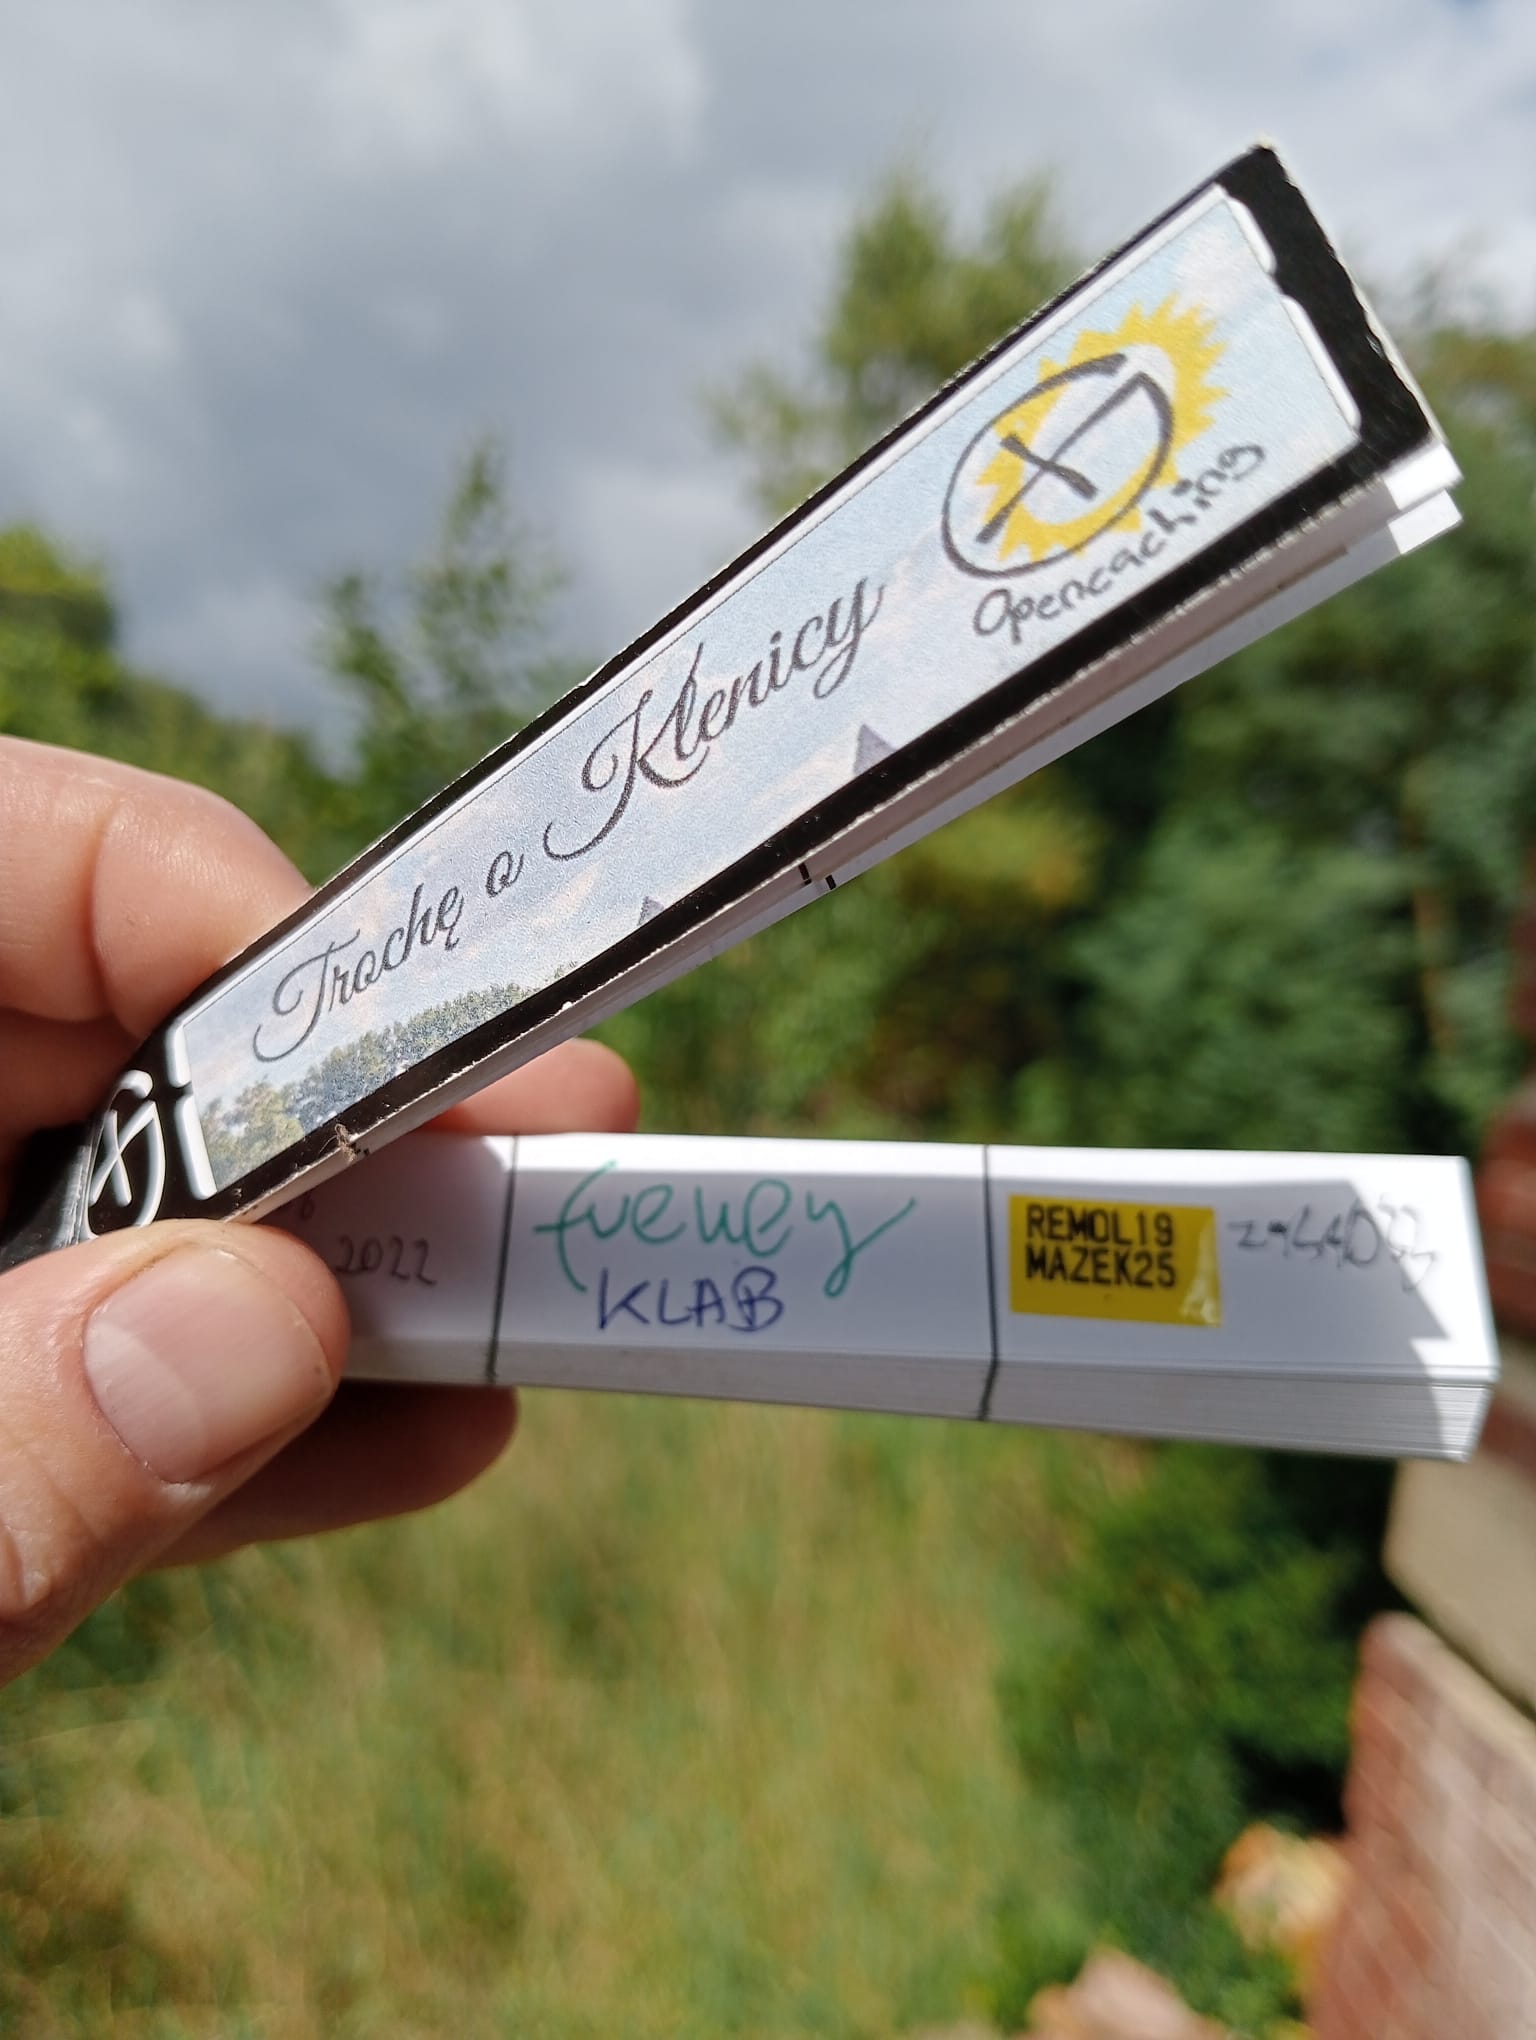 Trochę o Klenicy
Opencaching
2022
KLAB
REMOL19
MAZEK25